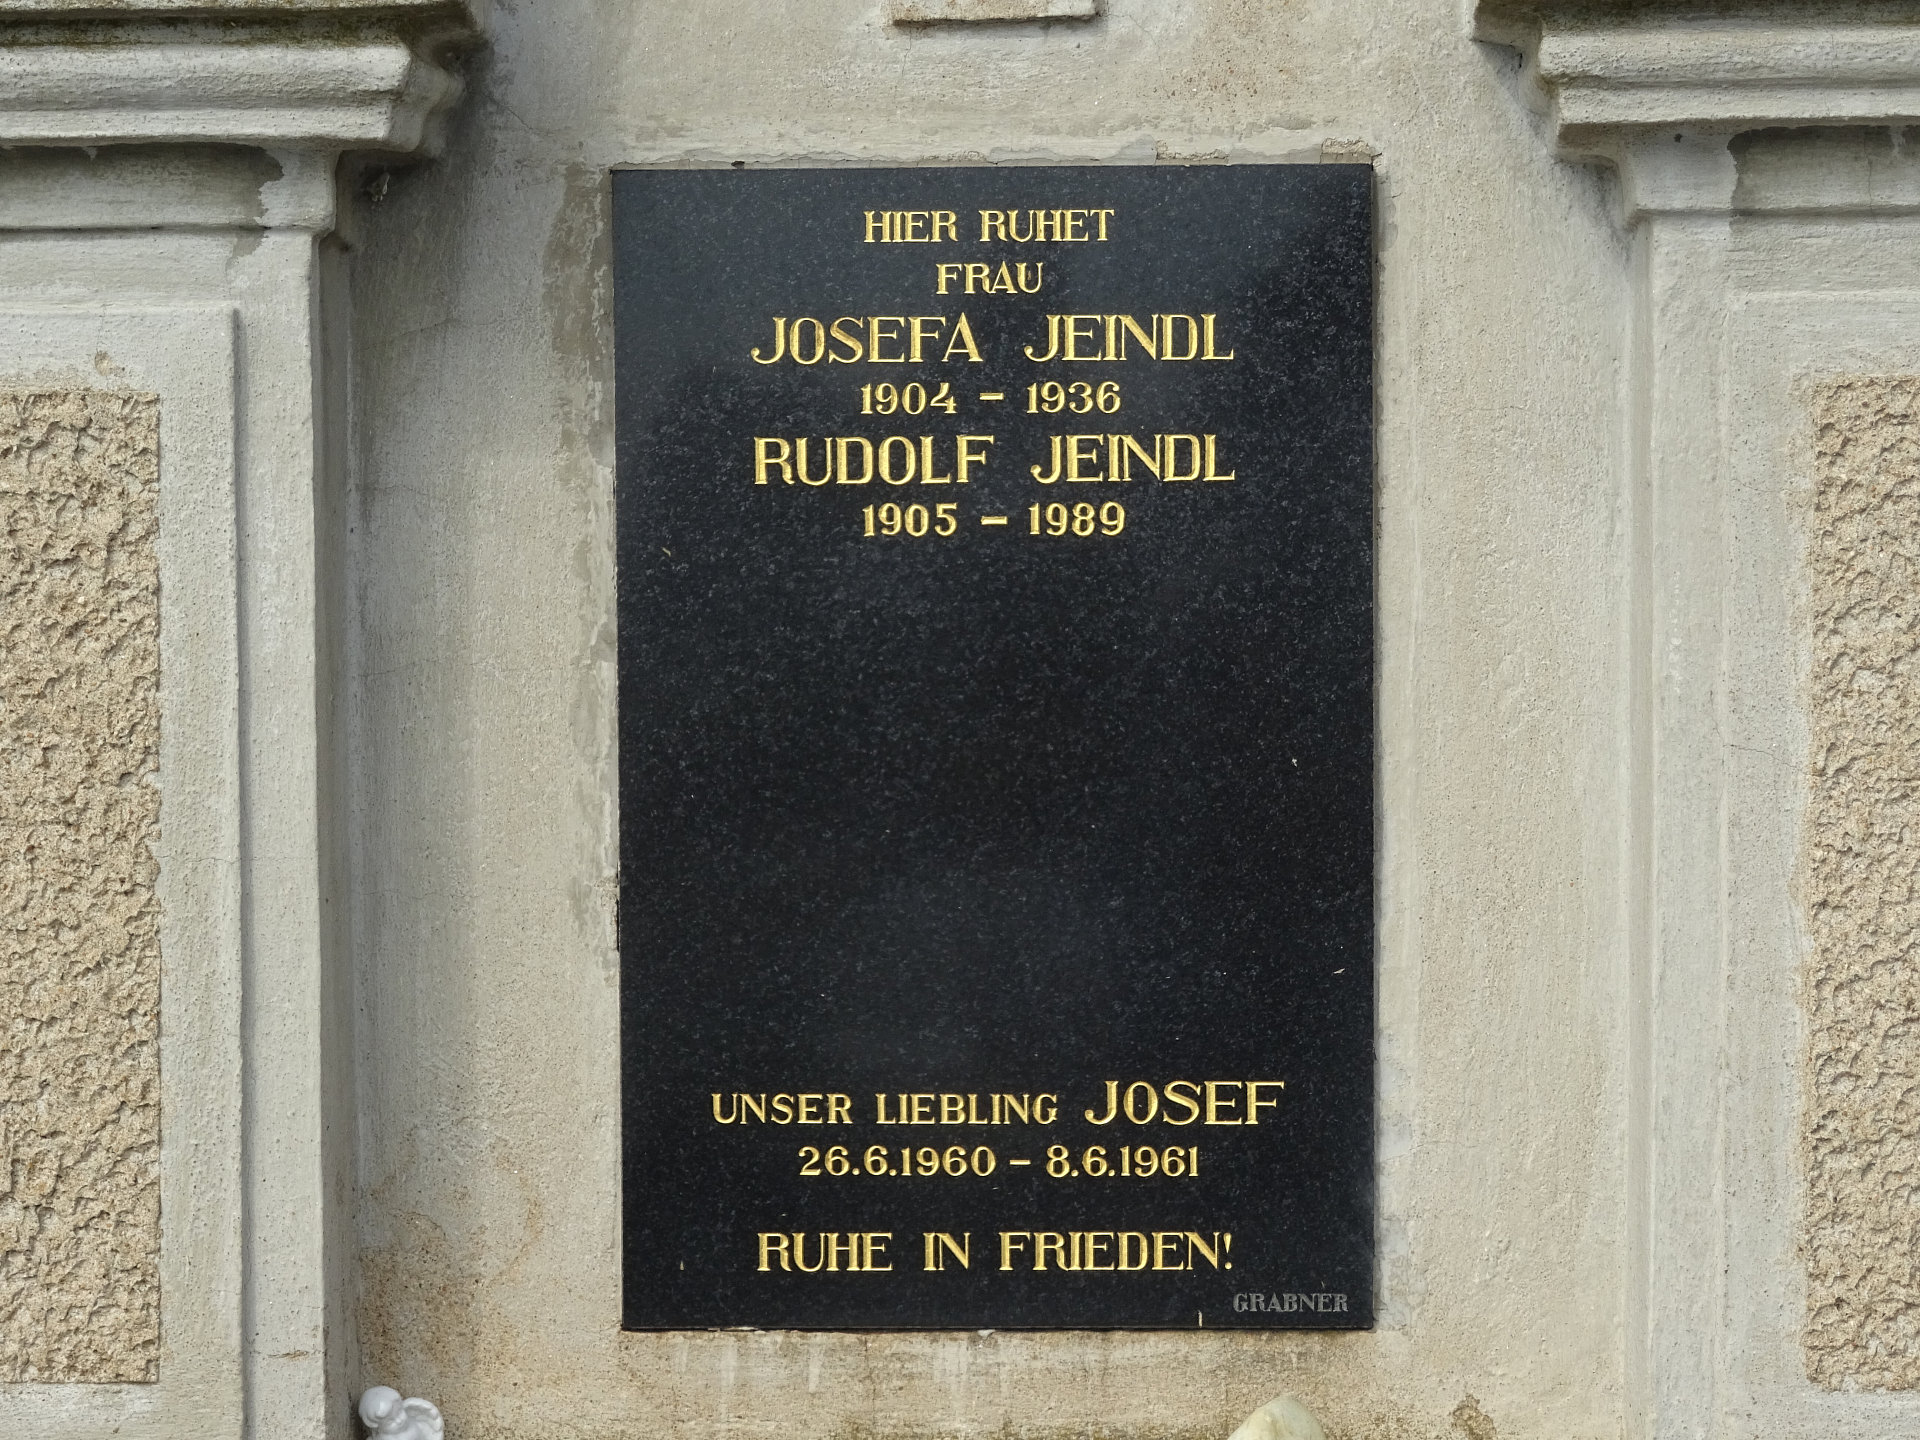 HIER RUHET
FRAU
JOSEFA JEINDL
1904 – 1936
RUDOLF JEINDL
1905 – 1989
UNSER LIEBLING JOSEF
26.6.1960 – 8.6.1961
RUHE IN FRIEDEN!
GRABNER